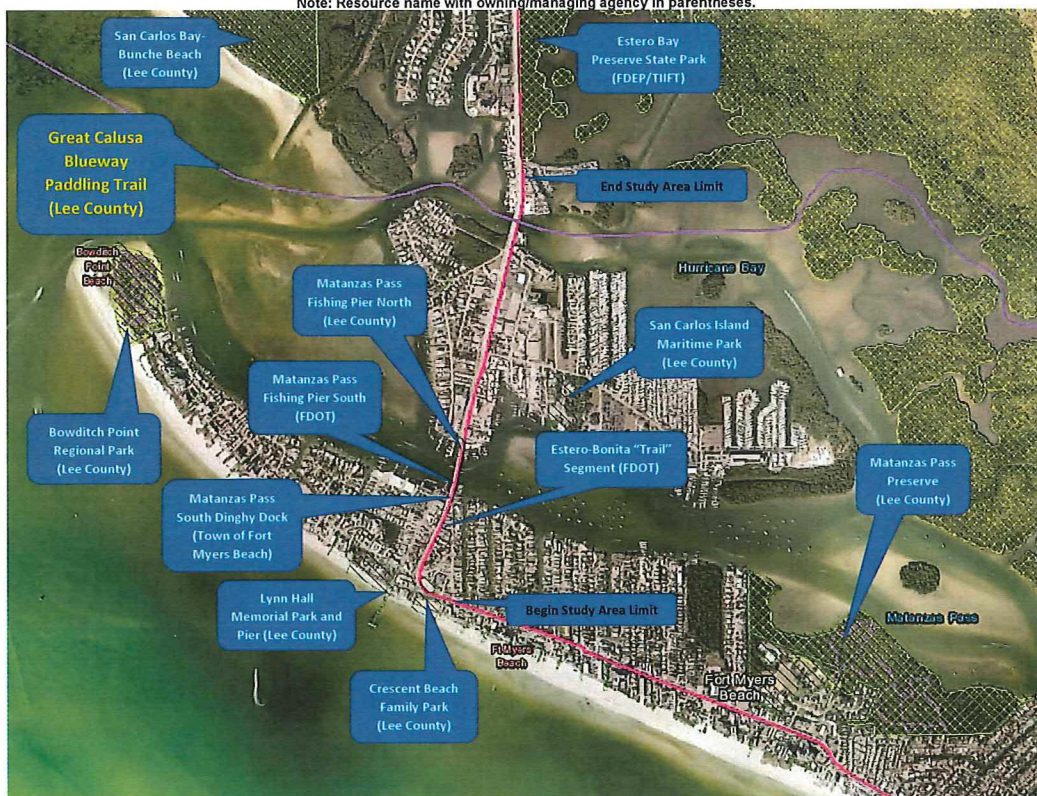 Note: Resource name with owning/managing agency in parentheses.
San Carlos Bay-
Bunche Beach
(Lee County)
Estero Bay
Preserve State Park
(FDEP/TIIFT)
Great Calusa
Blueway
Paddling Trail
(Lee County)
End Study Area Limit
Bowditch
Point
Beach
Hurricane Bay
Matanzas Pass
Fishing Pier North
(Lee County)
San Carlos Island
Maritime Park
(Lee County)
Matanzas Pass
Fishing Pier South
(FDOT)
Bowditch Point
Regional Park
(Lee County)
Estero-Bonita "Trail"
Segment (FDOT)
Matanzas Pass
Preserve
(Lee County)
Matanzas Pass
South Dinghy Dock
(Town of Fort
Myers Beach)
Lynn Hall
Memorial Park and
Pier (Lee County)
Begin Study Area Limit
Matanzas Pass
Ft Myers
Beach
Fort Myers
Beach
Crescent Beach
Family Park
(Lee County)